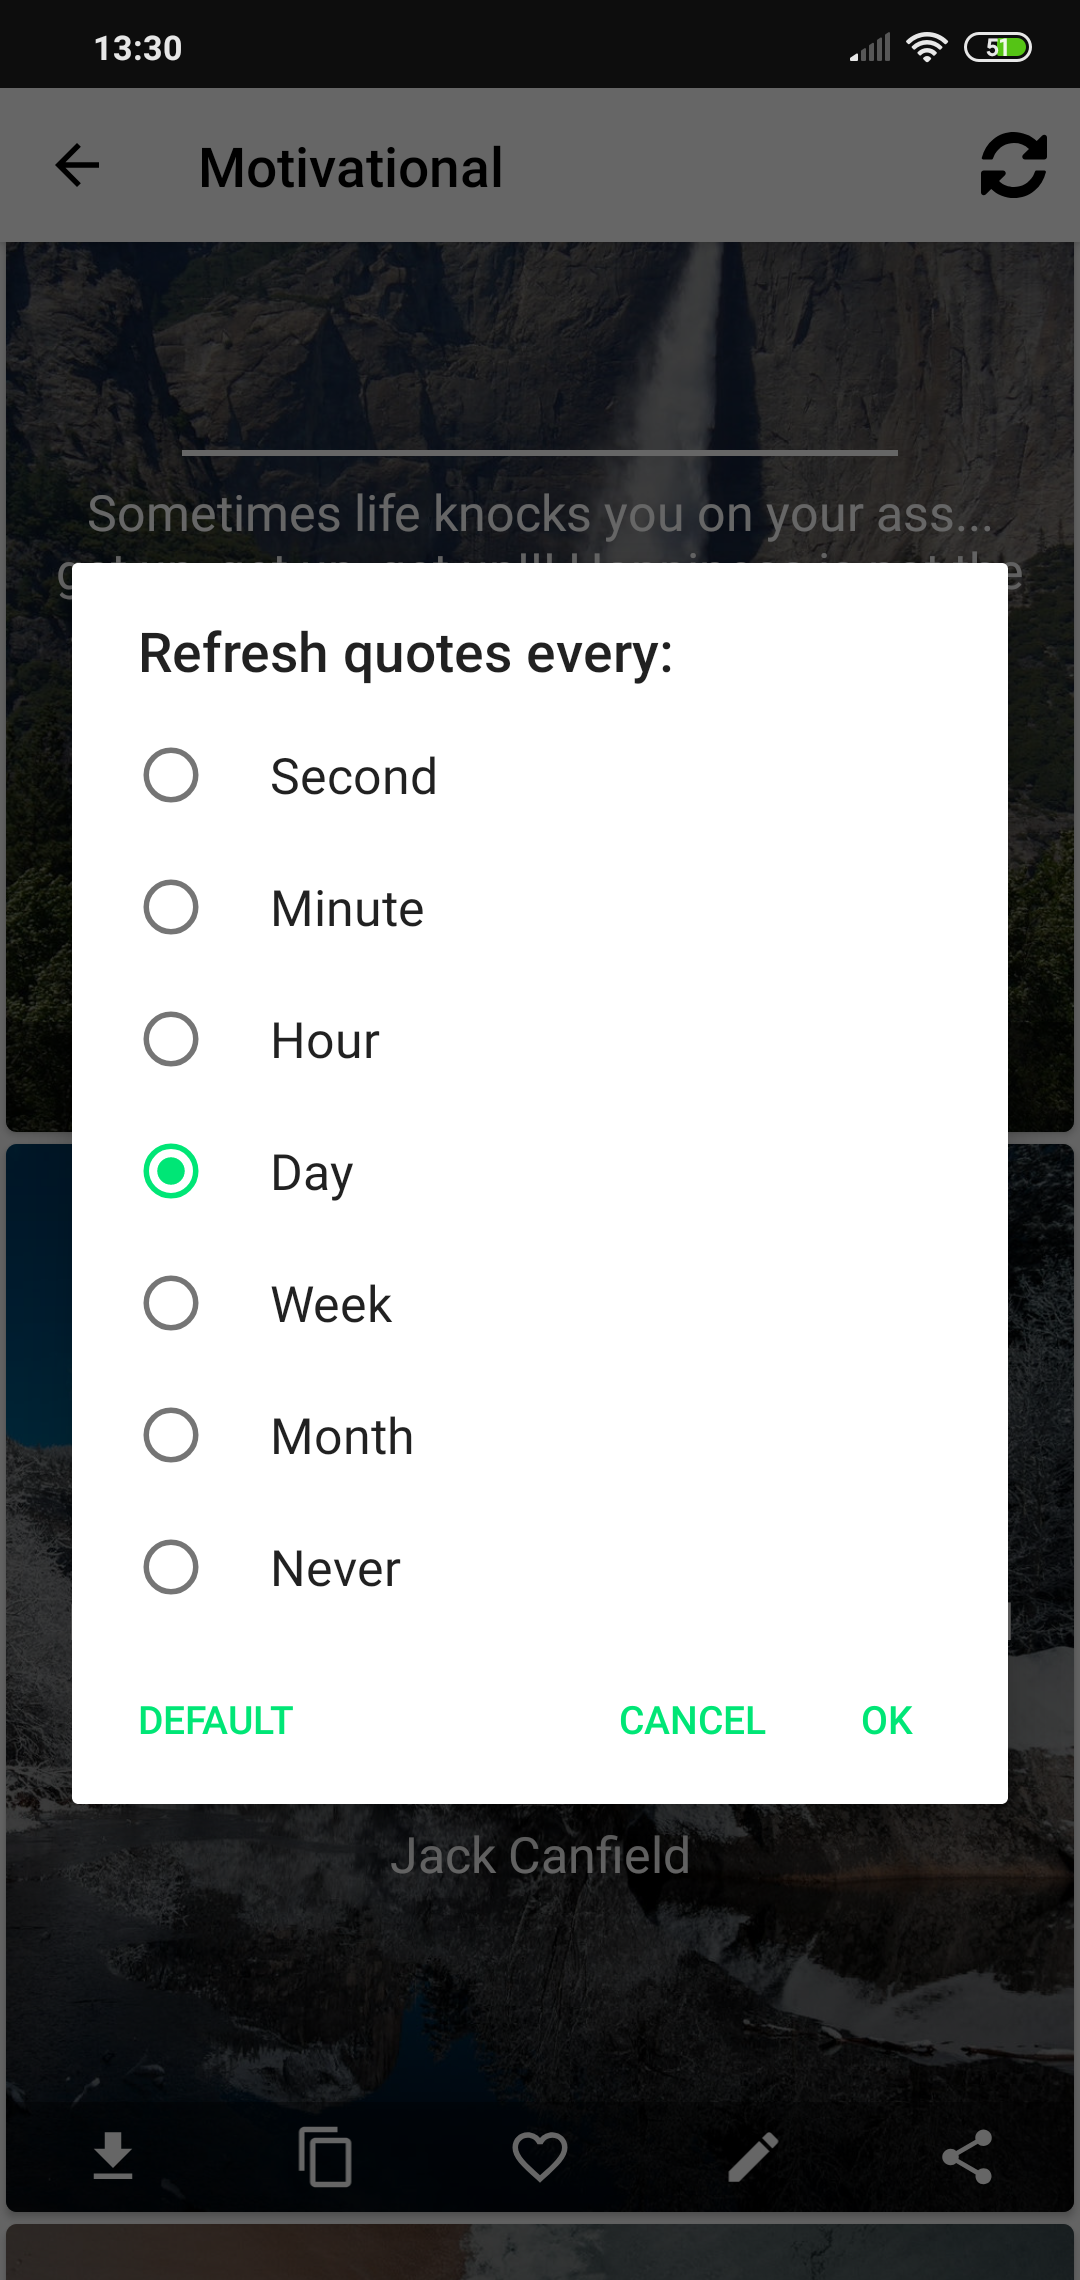 13:30
51
Motivational
Sometimes life knocks you on your ass...
Refresh quotes every:
Second
Minute
Hour
Day
Week
Month
Never
DEFAULT
CANCEL
OK
Jack Canfield